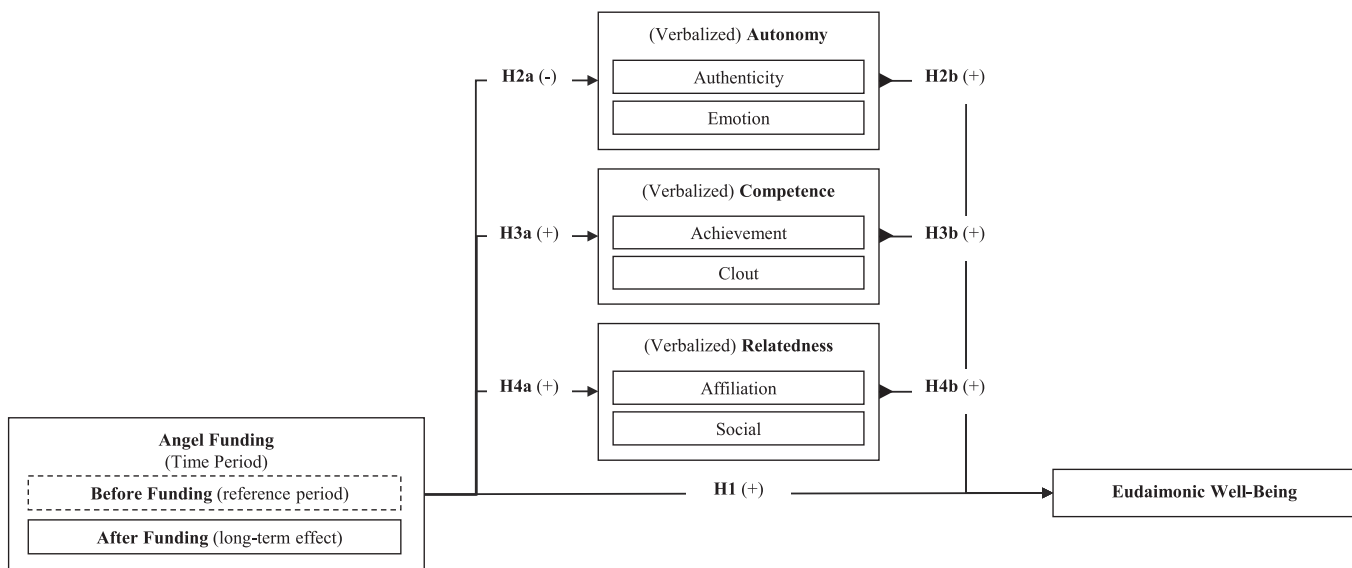 (Verbalized) Autonomy
H2a (-)
Authenticity
H2b (+)
Emotion
(Verbalized) Competence
H3a (+)
Achievement
H3b (+)
Clout
(Verbalized) Relatedness
H4a (+)
Affiliation
H4b (+)
Social
Angel Funding
(Time Period)
Before Funding (reference period)
After Funding (long-term effect)
H1 (+)
Eudaimonic Well-Being